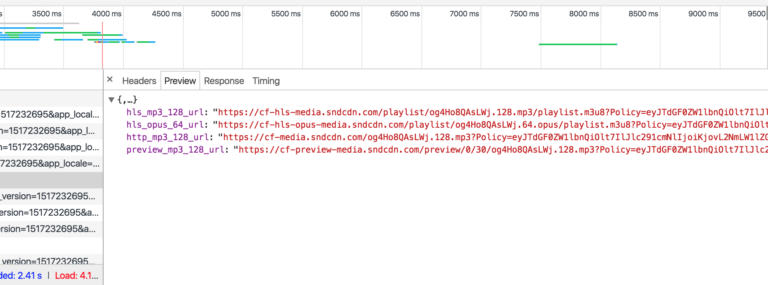 3500 ms 4000 ms 4500 ms 5000 ms 5500 ms 6000 ms 6500 ms 7000 ms 7500 ms 8000 ms 8500 ms 9000 ms 9500
× Headers Preview Response Timing
▼{,…}
1517232695&app_local... hls_mp3_128_url: "https://cf-hls-media.sndcdn.com/playlist/og4Ho8QAsLWj.128.mp3/playlist.m3u8?Policy=eyJTdGF0ZW1lbnQiOlt7IlJl
n=1517232695&app_l... hls_opus_64_url: "https://cf-hls-opus-media.sndcdn.com/playlist/og4Ho8QAsLWj.64.opus/playlist.m3u8?Policy=eyJTdGF0ZW1lbnQiOlt
=1517232695&app_lo... http_mp3_128_url: "https://cf-media.sndcdn.com/og4Ho8QAsLWj.128.mp3?Policy=eyJTdGF0ZW1lbnQiOlt7IlJlc291cmNlIjoiKjovL2NmLW1lZG
7232695&app_locale=... preview_mp3_128_url: "https://cf-preview-media.sndcdn.com/preview/0/30/og4Ho8QAsLWj.128.mp3?Policy=eyJTdGF0ZW1lbnQiOlt7IlJlc2
_version=1517232695...
ersion=1517232695&a...
ersion=1517232695&a...
_version=1517232695...
ded: 2.41 s | Load: 4.1...